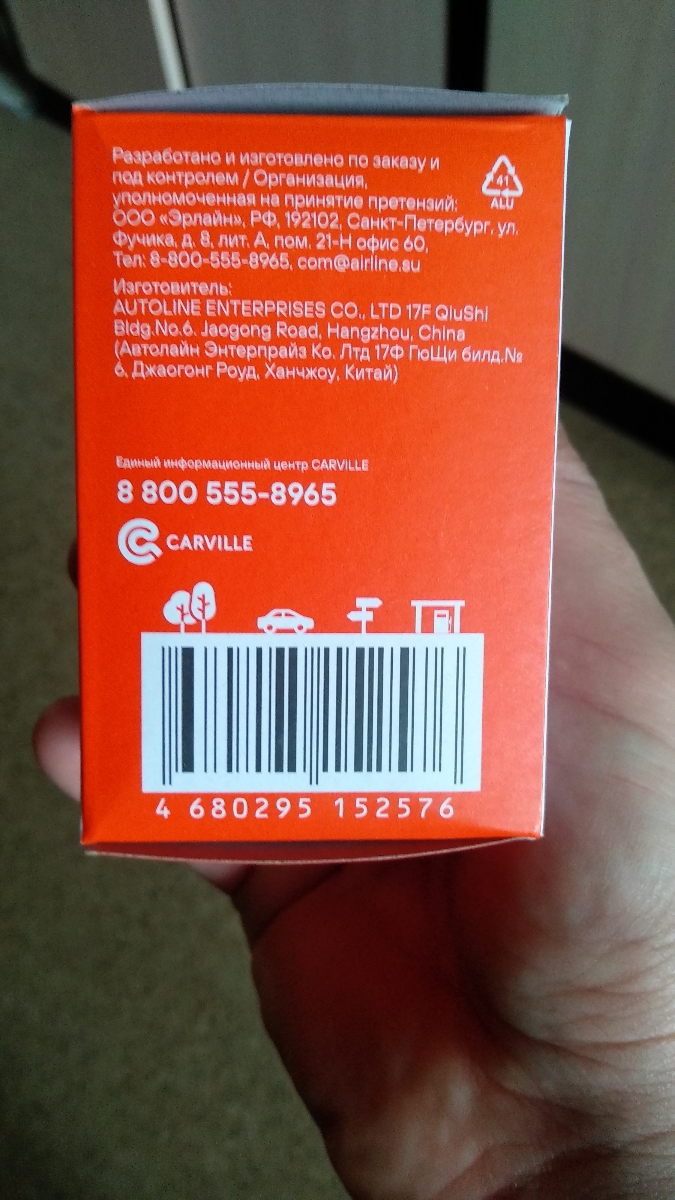 Разработано и изготовлено по заказу и
под контролем / Организация,
уполномоченная на принятие претензий:
ООО «Эрлайн», РФ, 192102, Санкт-Петербург, ул.
Фучика, д. 8, лит. А, пом. 21-Н офис 60,
Тел: 8-800-555-8965, com@airline.su
41
ALU
Изготовитель:
AUTOLINE ENTERPRISES CO., LTD 17F QiuShi
Bldg.No.6. Jaogong Road, Hangzhou, China
(Автолайн Энтерпрайз Ко. Лтд 17Ф ГюЩи билд.№
6, Джаогонг Роуд, Ханчжоу, Китай)
Единый информационный центр CARVILLE
8 800 555-8965
CARVILLE
4 680295 152576